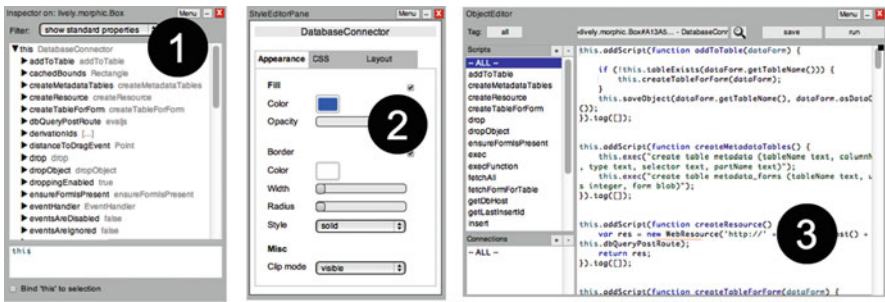 Inspector on: lively.morphic.Box Menu – X
Filter: show standard properties
1
▼this DatabaseConnector
▶addToTable addToTable
▶cachedBounds Rectangle
▶createMetadataTables createMetadataTables
▶createResource createResource
▶createTableForForm createTableForForm
▶dbQueryPostRoute evaljs
▶derivationIds [...]
▶distanceToDragEvent Point
▶drop drop
▶dropObject dropObject
▶droppingEnabled true
▶ensureFormIsPresent ensureFormIsPresent
▶eventHandler EventHandler
▶eventsAreDisabled false
▶eventsAreIgnored false
this
Bind 'this' to selection
StyleEditorPane Menu – X
DatabaseConnector
Appearance CSS Layout
Fill
Color
Opacity
2
Border
Color
Width
Radius
Style solid
Misc
Clip mode visible
ObjectEditor Menu – X
Tag: all ‹lively.morphic.Box#A13A5... - DatabaseConr save run
Scripts + -
-- ALL --
addToTable
createMetadataTables
createResource
createTableForForm
drop
dropObject
ensureFormIsPresent
exec
execFunction
fetchAll
fetchFormForTable
getDbHost
getLastInsertId
insert
Connections + -
-- ALL --
this.addScript(function addToTable(dataForm) {
if (!this.tableExists(dataForm.getTableName())) {
this.createTableForForm(dataForm);
}
this.saveObject(dataForm.getTableName(), dataForm.asDataO
());
}).tag([]);
this.addScript(function createMetadataTables() {
this.exec("create table metadata (tableName text, columnN
, type text, selector text, partName text)");
this.exec("create table metadata_forms (tableName text, u
s integer, form blob)");
}).tag([]);
this.addScript(function createResource()
var res = new WebResource('http://' + ost() +
this.dbQueryPostRoute);
return res;
}).tag([]);
3
this.addScript(function createTableForForm(dataForm) {